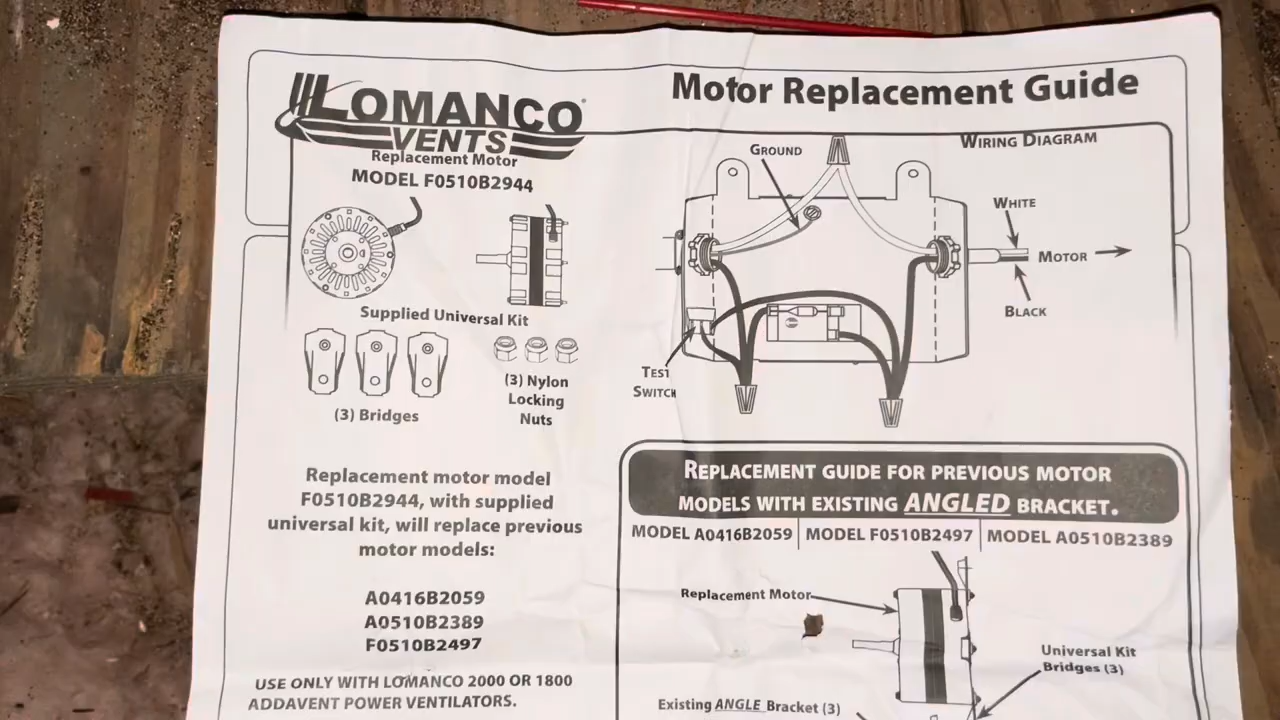 LOMANCO®
VENTS
Motor Replacement Guide
Replacement Motor
MODEL F0510B2944
Supplied Universal Kit
(3) Bridges
(3) Nylon
Locking
Nuts
Replacement motor model
F0510B2944, with supplied
universal kit, will replace previous
motor models:
A0416B2059
A0510B2389
F0510B2497
USE ONLY WITH LOMANCO 2000 OR 1800
ADDAVENT POWER VENTILATORS.
WIRING DIAGRAM
GROUND
WHITE
MOTOR
BLACK
TEST
SWITCH
REPLACEMENT GUIDE FOR PREVIOUS MOTOR
MODELS WITH EXISTING ANGLED BRACKET.
MODEL A0416B2059 MODEL F0510B2497 MODEL A0510B2389
Replacement Motor
Universal Kit
Bridges (3)
Existing ANGLE Bracket (3)